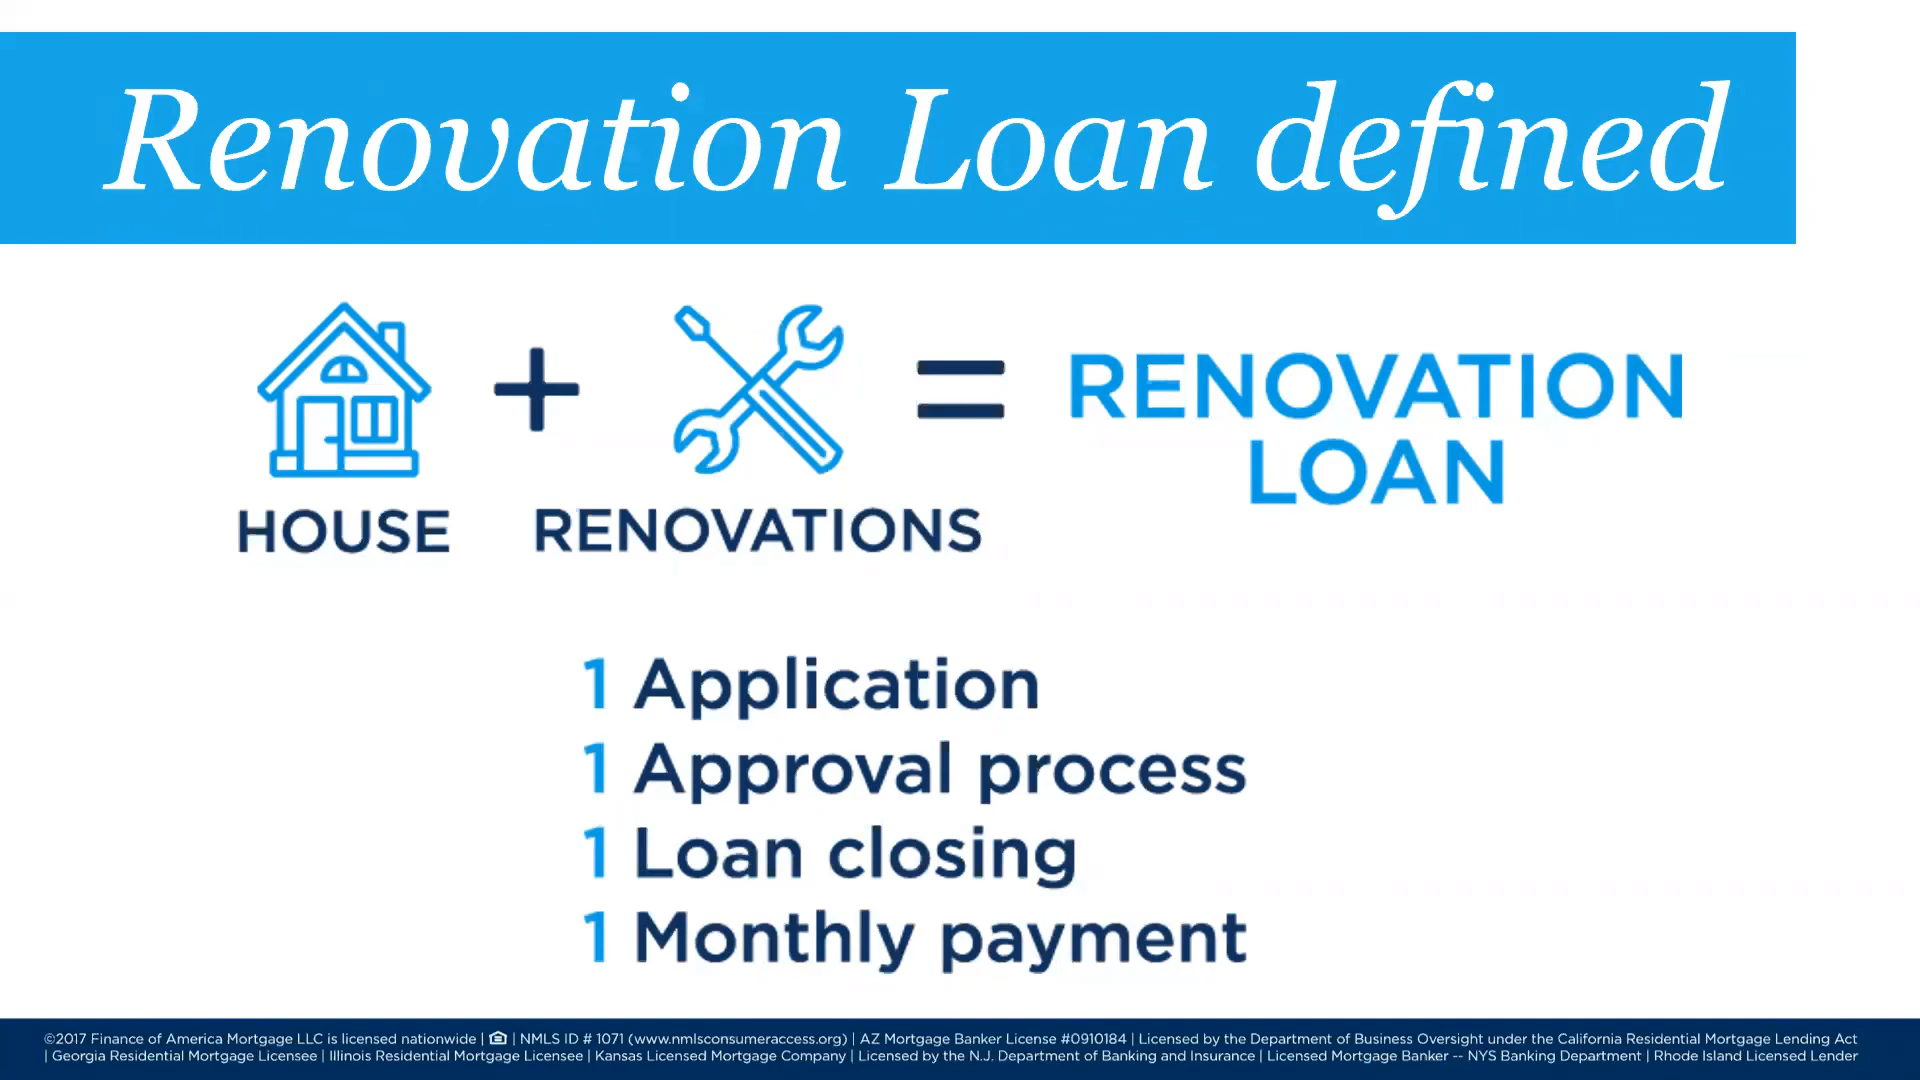 Renovation Loan defined
+ =
RENOVATION
LOAN
HOUSE RENOVATIONS
1 Application
1 Approval process
1 Loan closing
1 Monthly payment
©2017 Finance of America Mortgage LLC is licensed nationwide | | NMLS ID # 1071 (www.nmlsconsumeraccess.org) | AZ Mortgage Banker License #0910184 | Licensed by the Department of Business Oversight under the California Residential Mortgage Lending Act
| Georgia Residential Mortgage Licensee | Illinois Residential Mortgage Licensee | Kansas Licensed Mortgage Company | Licensed by the N.J. Department of Banking and Insurance | Licensed Mortgage Banker -- NYS Banking Department | Rhode Island Licensed Lender